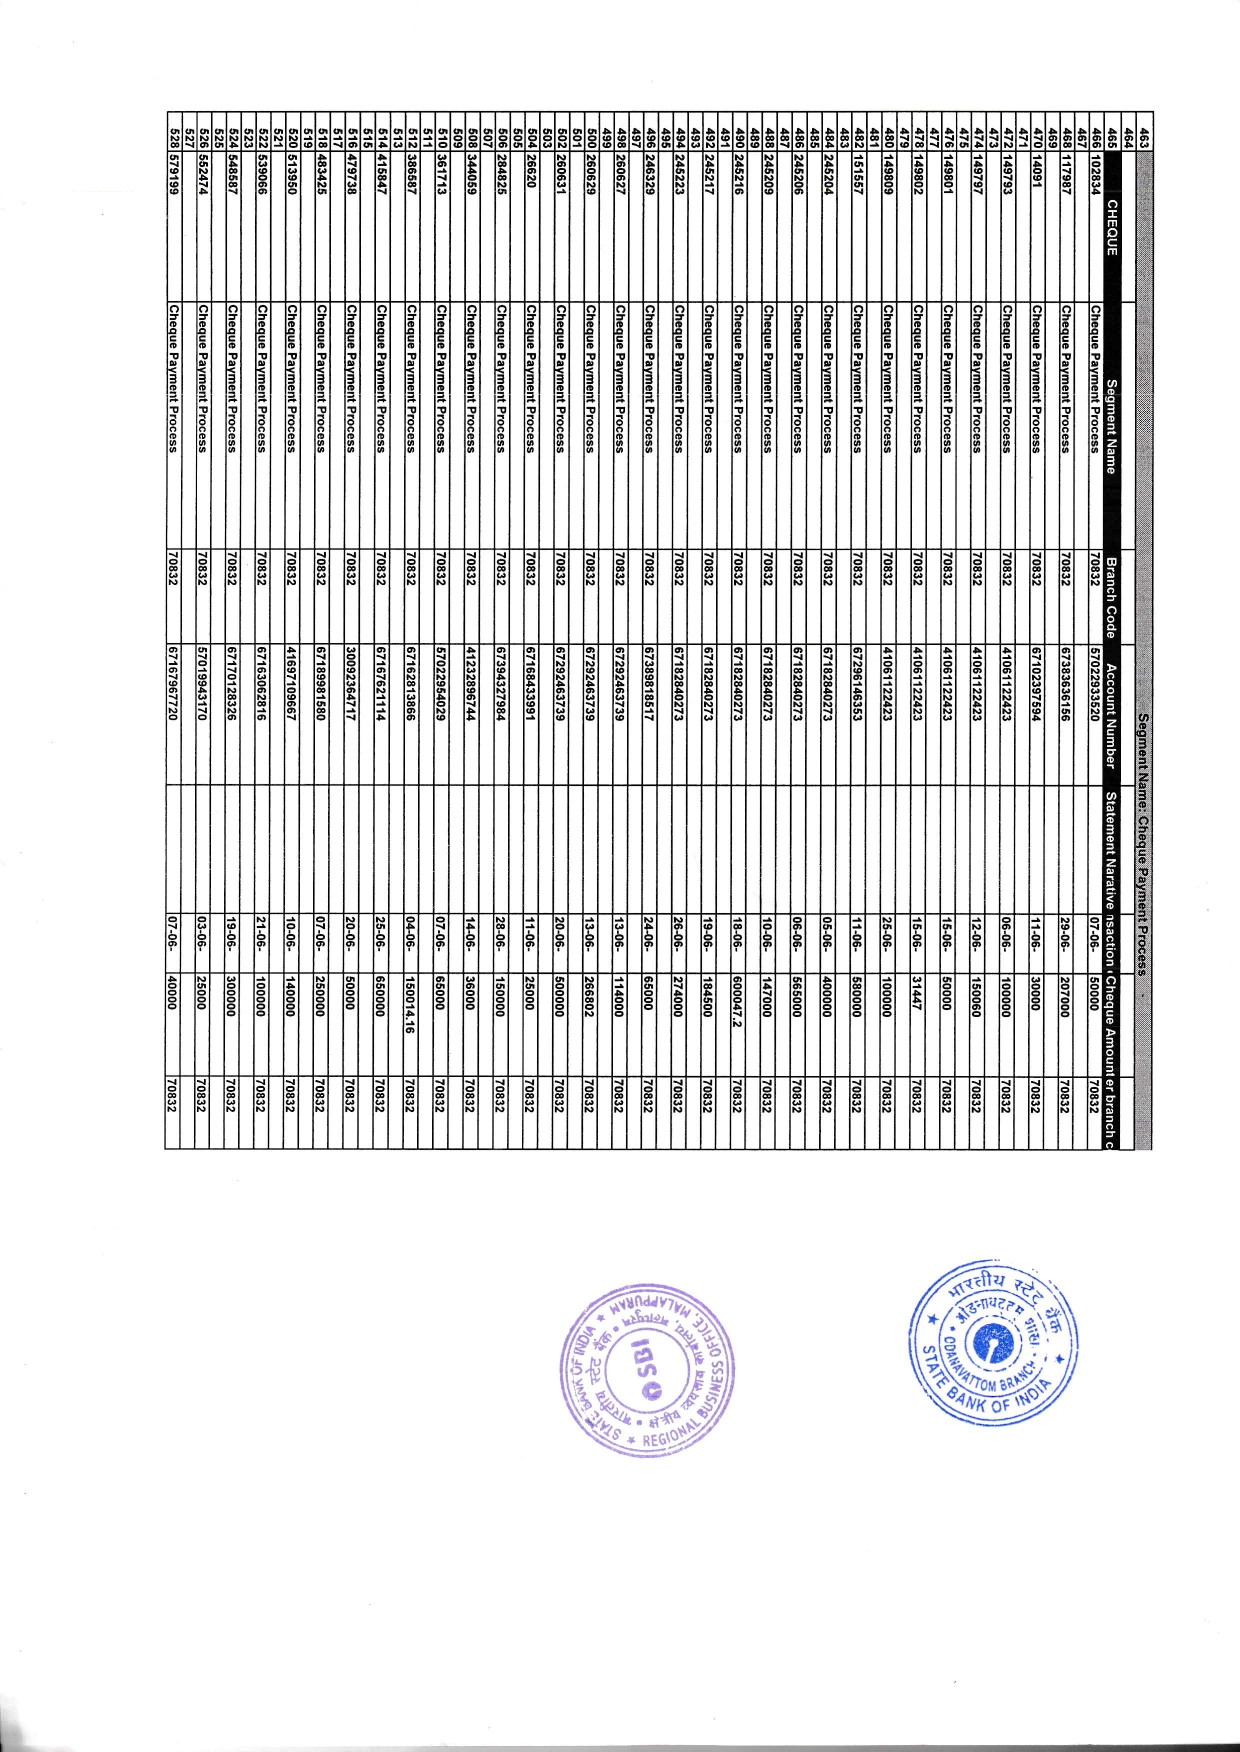 463 Segment Name: Cheque Payment Process
464
465 CHEQUE Segment Name Branch Code Account Number Statement Narative nsaction Cheque Amount er branch c
466 102834 Cheque Payment Process 70832 57022933520 07-06- 50000 70832
467
468 117987 Cheque Payment Process 70832 67383636156 29-06- 207000 70832
469
470 14091 Cheque Payment Process 70832 67102397594 11-06- 30000 70832
471
472 149793 Cheque Payment Process 70832 41061122423 06-06- 100000 70832
473
474 149797 Cheque Payment Process 70832 41061122423 12-06- 150060 70832
475
476 149801 Cheque Payment Process 70832 41061122423 15-06- 50000 70832
477
478 149802 Cheque Payment Process 70832 41061122423 15-06- 31447 70832
479
480 149809 Cheque Payment Process 70832 41061122423 25-06- 100000 70832
481
482 151557 Cheque Payment Process 70832 67296146353 11-06- 580000 70832
483
484 245204 Cheque Payment Process 70832 67182840273 05-06- 400000 70832
485
486 245206 Cheque Payment Process 70832 67182840273 06-06- 565000 70832
487
488 245209 Cheque Payment Process 70832 67182840273 10-06- 147000 70832
489
490 245216 Cheque Payment Process 70832 67182840273 18-06- 600047.2 70832
491
492 245217 Cheque Payment Process 70832 67182840273 19-06- 184500 70832
493
494 245223 Cheque Payment Process 70832 67182840273 26-06- 274000 70832
495
496 246329 Cheque Payment Process 70832 67389818517 24-06- 65000 70832
497
498 260627 Cheque Payment Process 70832 67292463739 13-06- 114000 70832
499
500 260629 Cheque Payment Process 70832 67292463739 13-06- 266802 70832
501
502 260631 Cheque Payment Process 70832 67292463739 20-06- 500000 70832
503
504 26620 Cheque Payment Process 70832 67168433991 11-06- 25000 70832
505
506 284825 Cheque Payment Process 70832 67394327984 28-06- 150000 70832
507
508 344059 Cheque Payment Process 70832 41232896744 14-06- 36000 70832
509
510 361713 Cheque Payment Process 70832 57022954029 07-06- 65000 70832
511
512 386587 Cheque Payment Process 70832 67162813866 04-06- 150014.16 70832
513
514 415847 Cheque Payment Process 70832 67167621114 25-06- 650000 70832
515
516 479738 Cheque Payment Process 70832 30092364717 20-06- 50000 70832
517
518 483425 Cheque Payment Process 70832 67189981580 07-06- 250000 70832
519
520 513950 Cheque Payment Process 70832 41697109667 10-06- 140000 70832
521
522 539066 Cheque Payment Process 70832 67163062816 21-06- 100000 70832
523
524 548587 Cheque Payment Process 70832 67170128326 19-06- 300000 70832
525
526 552474 Cheque Payment Process 70832 57019943170 03-06- 25000 70832
527
528 579199 Cheque Payment Process 70832 67167967720 07-06- 400000 70832
भारतीय स्टेट बैंक
ओडनावट्टम शाखा
ODANAVATTOM BRANCH
STATE BANK OF INDIA
STATE BANK OF INDIA ★ REGIONAL BUSINESS OFFICE, MALAPPURAM ★
भारतीय स्टेट बैंक • क्षेत्रीय व्यवसाय कार्यालय, मलप्पुरम •
SBI